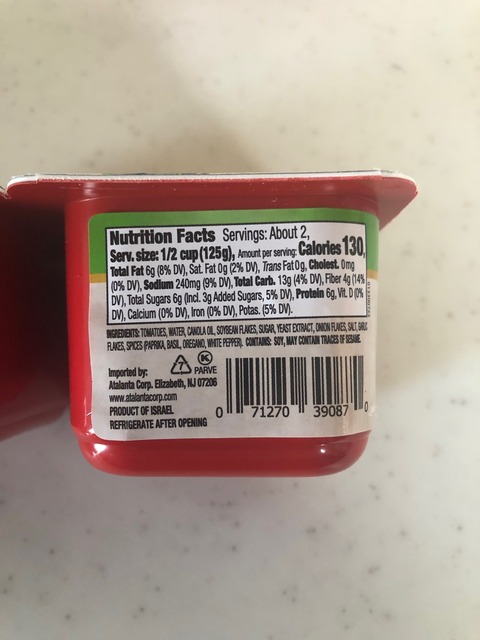 Nutrition Facts Servings: About 2,
Serv. size: 1/2 cup (125g), Amount per serving: Calories 130,
Total Fat 6g (8% DV), Sat. Fat 0g (2% DV), Trans Fat 0g, Cholest. 0mg
(0% DV), Sodium 240mg (9% DV), Total Carb. 13g (4% DV), Fiber 4g (14%
DV), Total Sugars 6g (Incl. 3g Added Sugars, 5% DV), Protein 6g, Vit. D (0%
DV), Calcium (0% DV), Iron (0% DV), Potas. (5% DV).
INGREDIENTS: TOMATOES, WATER, CANOLA OIL, SOYBEAN FLAKES, SUGAR, YEAST EXTRACT, ONION FLAKES, SALT, GARLIC
FLAKES, SPICES (PAPRIKA, BASIL, OREGANO, WHITE PEPPER). CONTAINS: SOY, MAY CONTAIN TRACES OF SESAME.
Imported by:
Atalanta Corp. Elizabeth, NJ 07206
www.atalantacorp.com
PRODUCT OF ISRAEL
REFRIGERATE AFTER OPENING
7
K
PARVE
0 71270 39087 0